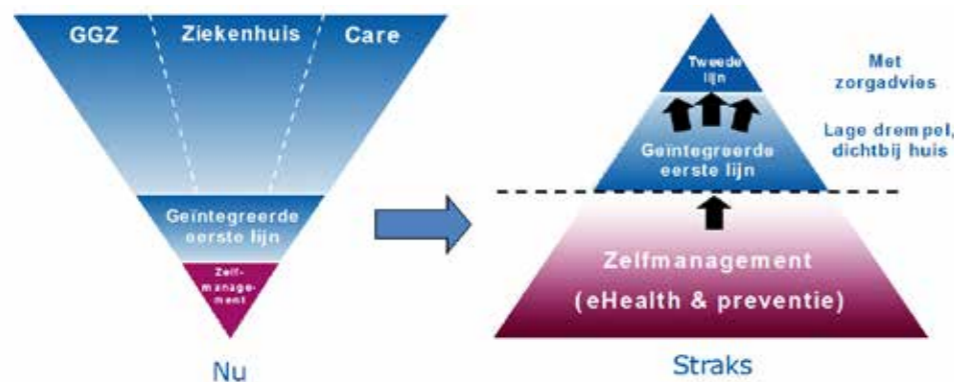 GGZ
Ziekenhuis
Care
Geïntegreerde
eerste lijn
Zelf-
manage-
ment
Nu
Tweede
lijn
Met
zorgadvies
Lage drempel,
dichtbij huis
Geïntegreerde
eerste lijn
Zelfmanagement
(eHealth & preventie)
Straks